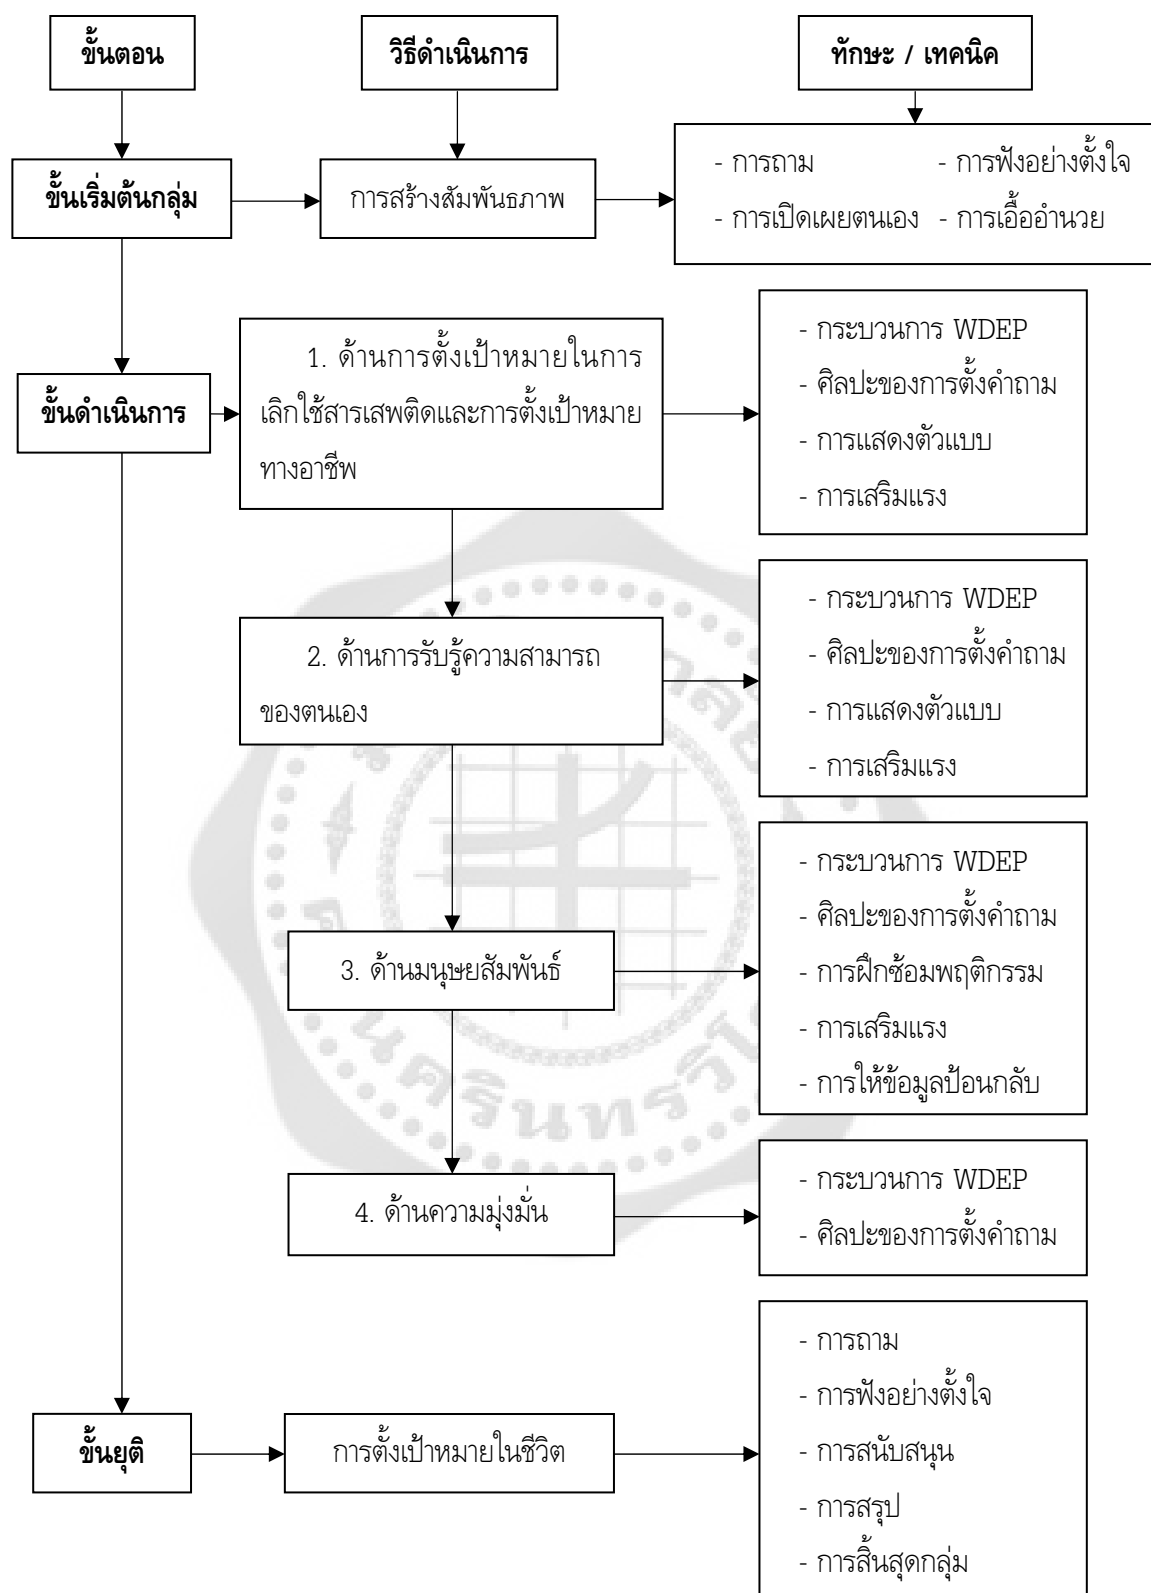 ขั้นตอน
วิธีดำเนินการ
ทักษะ / เทคนิค
ขั้นเริ่มต้นกลุ่ม
การสร้างสัมพันธภาพ
- การถาม - การฟังอย่างตั้งใจ
- การเปิดเผยตนเอง - การเอื้ออำนวย
ขั้นดำเนินการ
1. ด้านการตั้งเป้าหมายในการ
เลิกใช้สารเสพติดและการตั้งเป้าหมาย
ทางอาชีพ
- กระบวนการ WDEP
- ศิลปะของการตั้งคำถาม
- การแสดงตัวแบบ
- การเสริมแรง
2. ด้านการรับรู้ความสามารถ
ของตนเอง
- กระบวนการ WDEP
- ศิลปะของการตั้งคำถาม
- การแสดงตัวแบบ
- การเสริมแรง
3. ด้านมนุษยสัมพันธ์
- กระบวนการ WDEP
- ศิลปะของการตั้งคำถาม
- การฝึกซ้อมพฤติกรรม
- การเสริมแรง
- การให้ข้อมูลป้อนกลับ
4. ด้านความมุ่งมั่น
- กระบวนการ WDEP
- ศิลปะของการตั้งคำถาม
ขั้นยุติ
การตั้งเป้าหมายในชีวิต
- การถาม
- การฟังอย่างตั้งใจ
- การสนับสนุน
- การสรุป
- การสิ้นสุดกลุ่ม